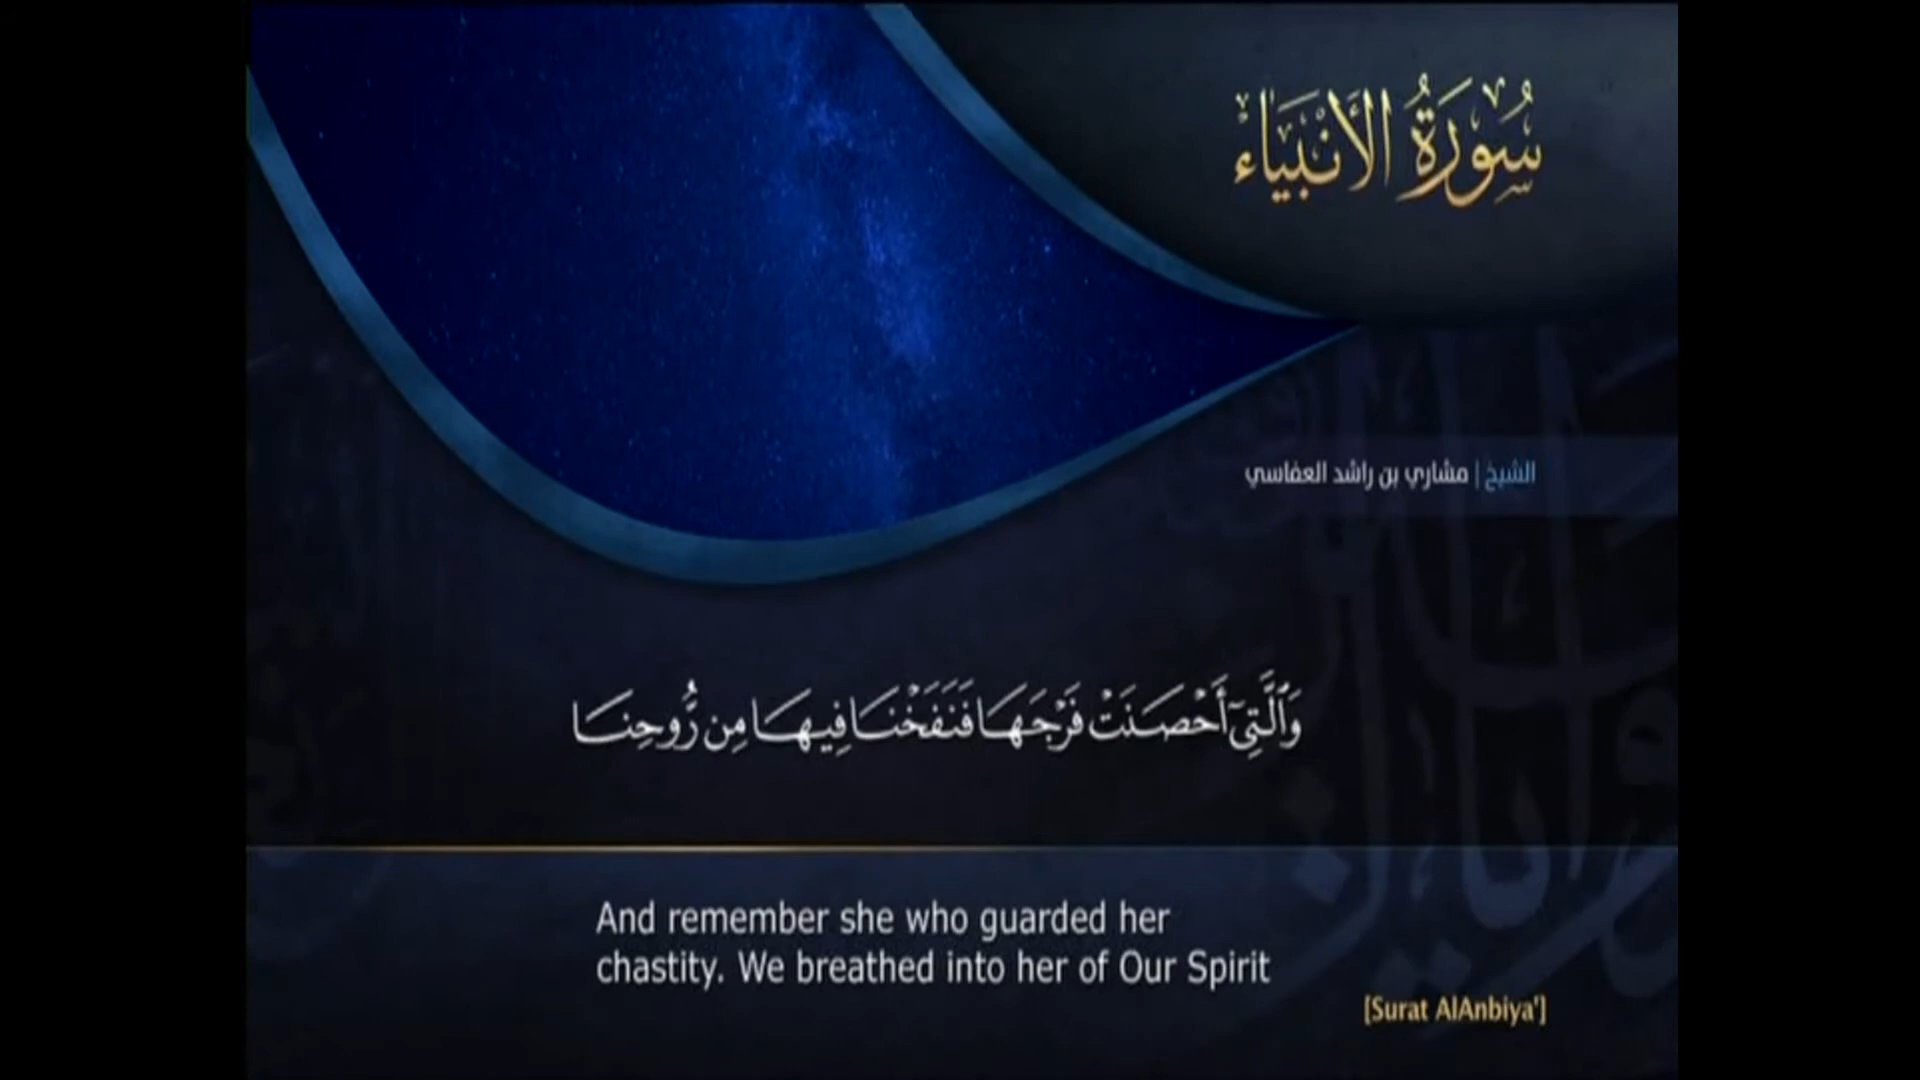 سُورَةُ الأَنْبِيَاءِ
الشيخ | مشاري بن راشد العفاسي
وَٱلَّتِىٓ أَحْصَنَتْ فَرْجَهَا فَنَفَخْنَا فِيهَا مِن رُّوحِنَا
And remember she who guarded her
chastity. We breathed into her of Our Spirit
[Surat AlAnbiya']